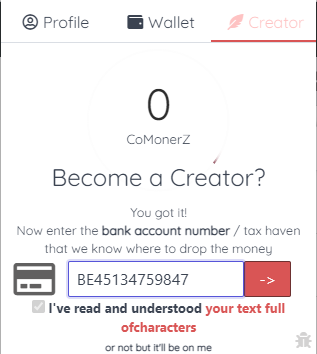 Profile Wallet Creator
0
CoMonerZ
Become a Creator?
You got it!
Now enter the bank account number / tax haven
that we know where to drop the money
BE45134759847 ->
I've read and understood your text full
ofcharacters
or not but it'll be on me